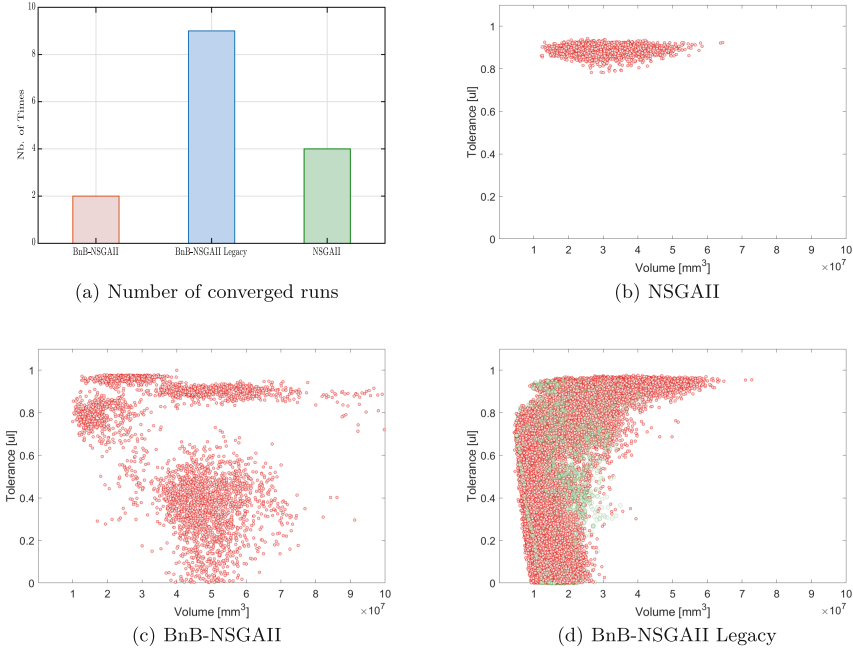 10
8
6
4
2
0
Nb. of Times
BnB-NSGAII
BnB-NSGAII Legacy
NSGAII
(a) Number of converged runs
1
0.8
0.6
0.4
0.2
0
Tolerance [ul]
1 2 3 4 5 6 7 8 9 10
Volume [mm³]
×10⁷
(b) NSGAII
1
0.8
0.6
0.4
0.2
0
Tolerance [ul]
0 1 2 3 4 5 6 7 8 9 10
Volume [mm³]
×10⁷
(c) BnB-NSGAII
1
0.8
0.6
0.4
0.2
0
Tolerance [ul]
1 2 3 4 5 6 7 8 9 10
Volume [mm³]
×10⁷
(d) BnB-NSGAII Legacy